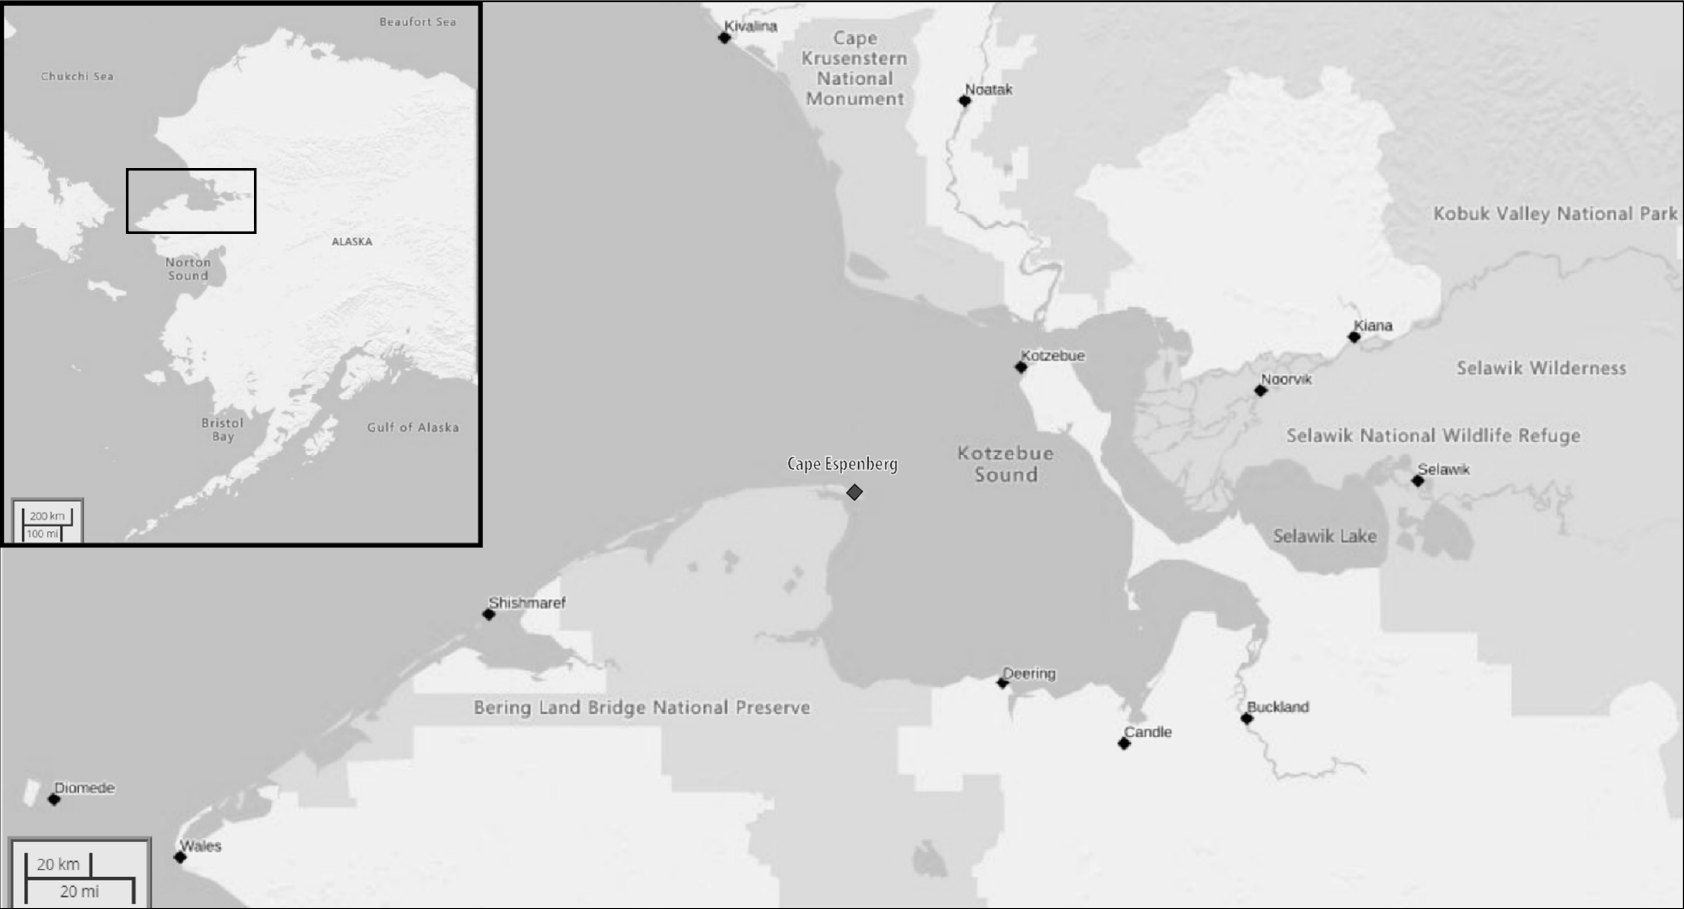 Beaufort Sea
Chukchi Sea
ALASKA
Norton
Sound
Bristol
Bay
Gulf of Alaska
200 km
100 mi
Kivalina
Cape
Krusenstern
National
Monument
Noatak
Kobuk Valley National Park
Kiana
Kotzebue
Selawik Wilderness
Noorvik
Selawik National Wildlife Refuge
Kotzebue
Sound
Cape Espenberg
Selawik
Selawik Lake
Shishmaref
Deering
Bering Land Bridge National Preserve
Buckland
Candle
Diomede
Wales
20 km
20 mi